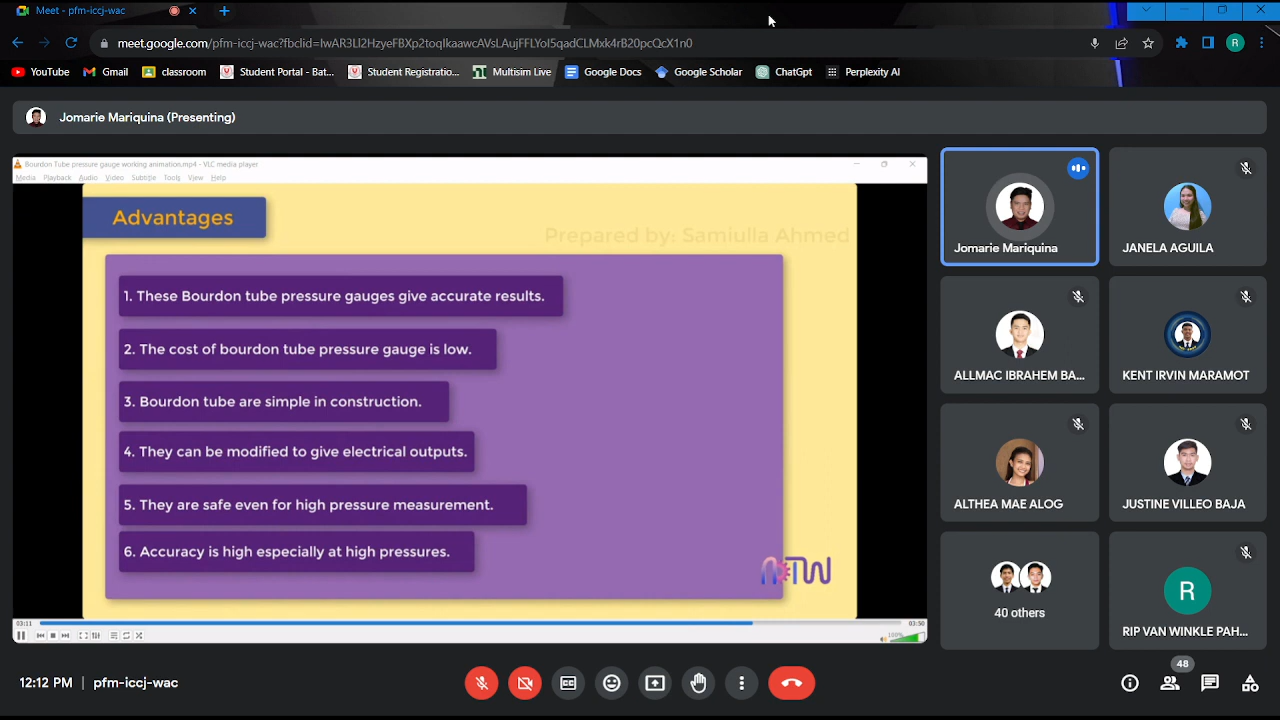 Meet - pfm-iccj-wac
meet.google.com/pfm-iccj-wac?fbclid=IwAR3LI2HzyeFBXp2toqIkaawcAVsLAujFFLYoI5qadCLMxk4rB20pcQcX1n0
R
YouTube Gmail classroom Student Portal - Bat... Student Registratio... Multisim Live Google Docs Google Scholar ChatGpt Perplexity AI
Jomarie Mariquina (Presenting)
Bourdon Tube pressure gauge working animation.mp4 - VLC media player
Media Playback Audio Video Subtitle Tools View Help
Advantages
Prepared by: Samiulla Ahmed
1. These Bourdon tube pressure gauges give accurate results.
2. The cost of bourdon tube pressure gauge is low.
3. Bourdon tube are simple in construction.
4. They can be modified to give electrical outputs.
5. They are safe even for high pressure measurement.
6. Accuracy is high especially at high pressures.
03:11
03:50
100%
Jomarie Mariquina
JANELA AGUILA
ALLMAC IBRAHEM BA...
KENT IRVIN MARAMOT
ALTHEA MAE ALOG
JUSTINE VILLEO BAJA
40 others
R
RIP VAN WINKLE PAH...
12:12 PM | pfm-iccj-wac
48